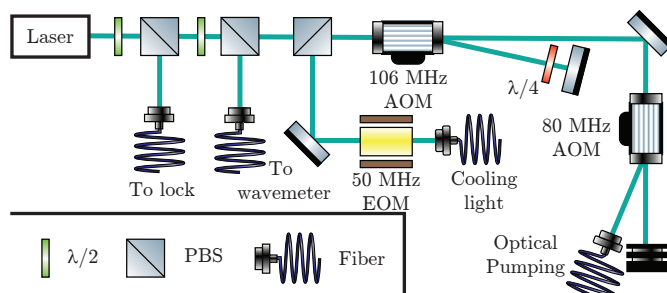 Laser
106 MHz
AOM
λ/4
80 MHz
AOM
To lock
To
wavemeter
50 MHz
EOM
Cooling
light
Optical
Pumping
λ/2
PBS
Fiber